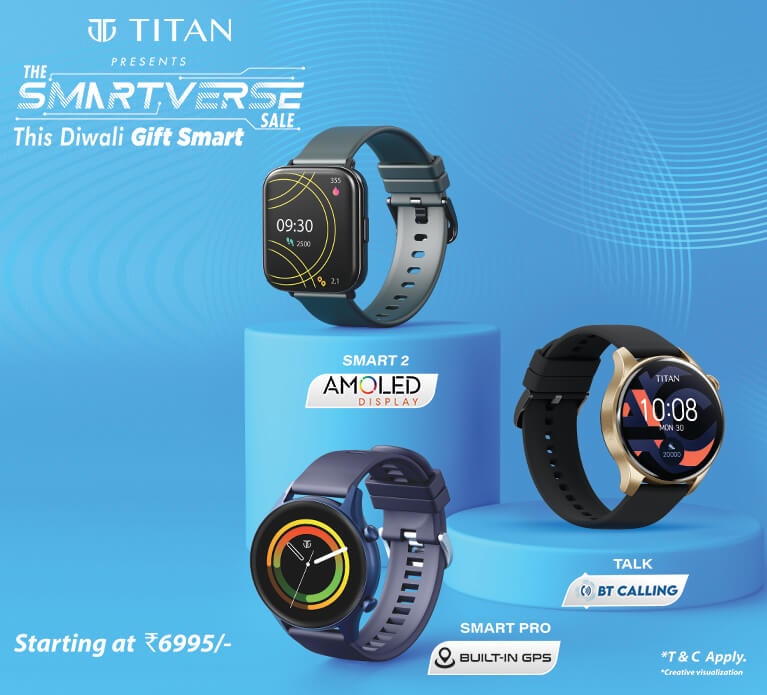 TITAN
PRESENTS
THE
SMARTVERSE
SALE
This Diwali Gift Smart
355
09:30
2500
2.1
SMART 2
AMOLED
DISPLAY
TITAN
10:08
MON 30
20000
TALK
BT CALLING
SMART PRO
BUILT-IN GPS
Starting at ₹6995/-
*T & C Apply.
*Creative visualization